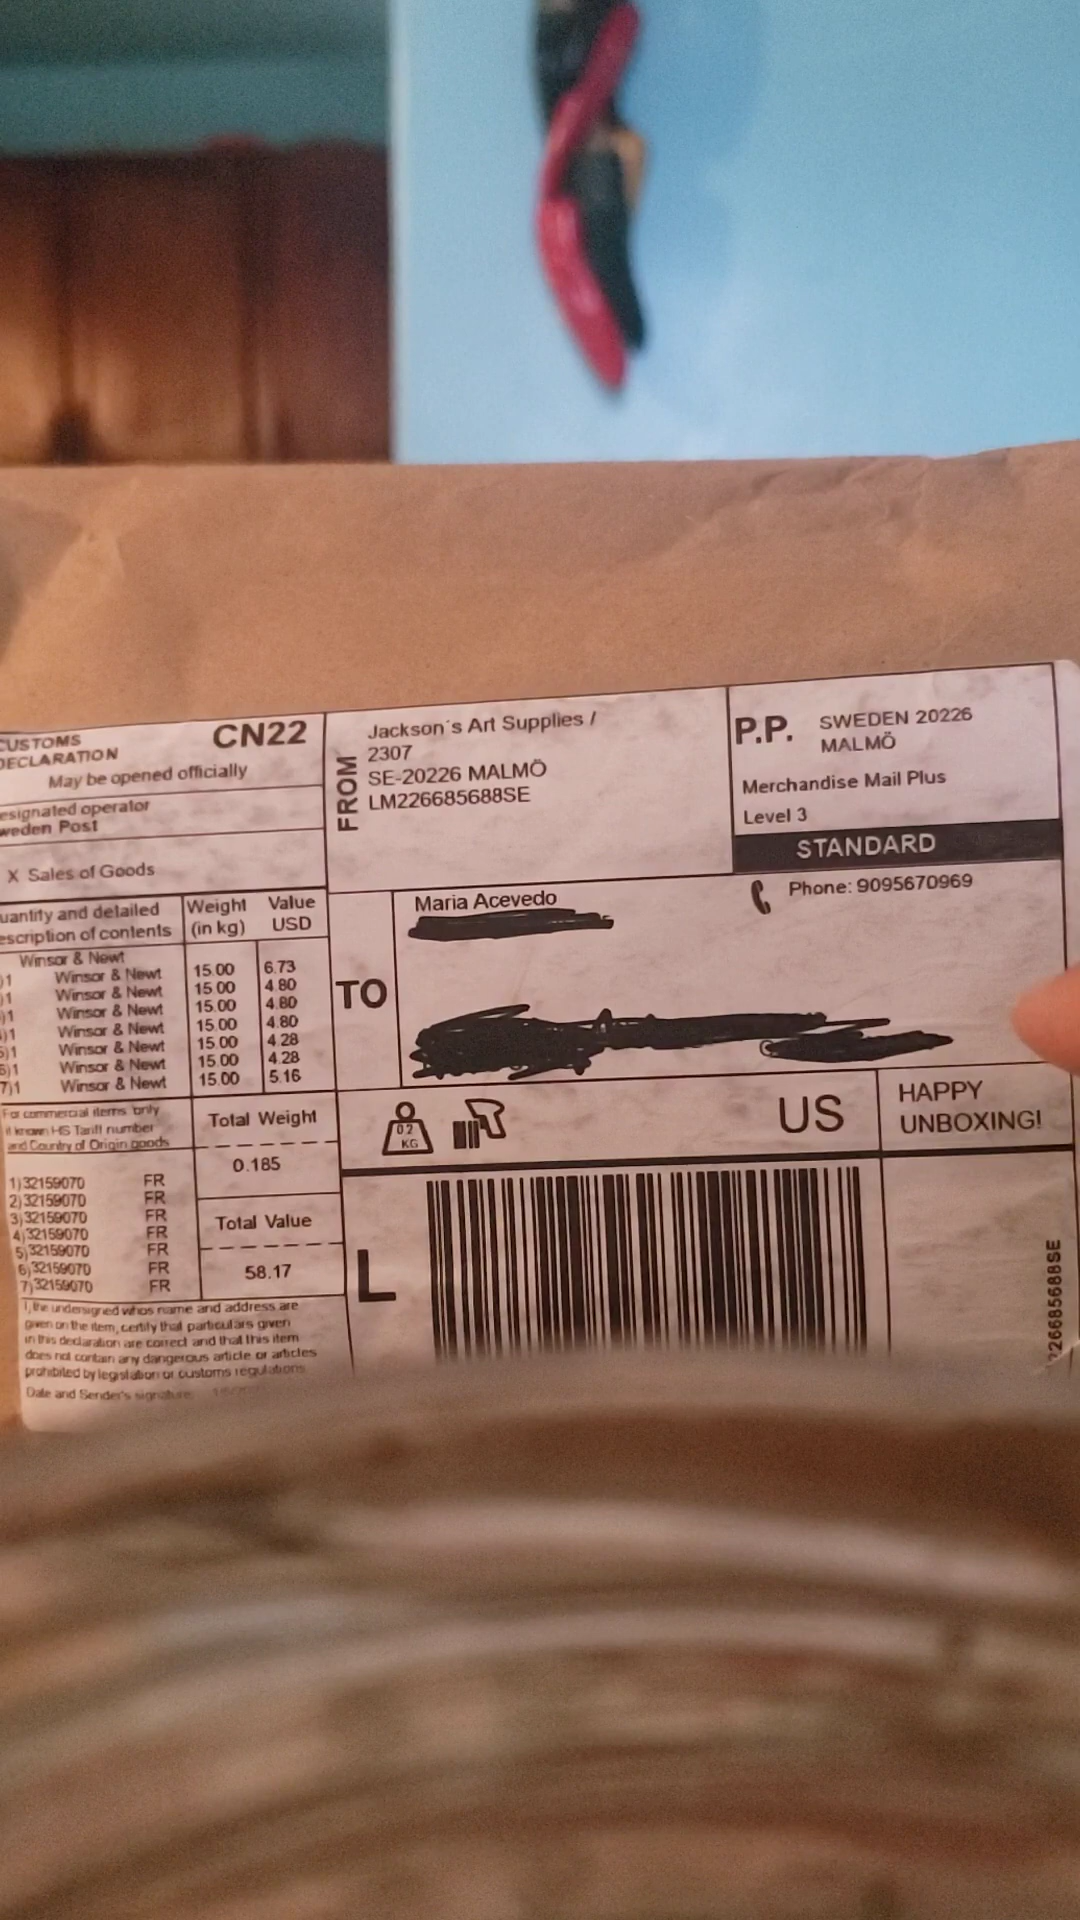 CUSTOMS
DECLARATION
CN22
May be opened officially
esignated operator
weden Post
X Sales of Goods
uantity and detailed
escription of contents
Weight
(in kg)
Value
USD
Winsor & Newt
)1 Winsor & Newt 15.00 6.73
)1 Winsor & Newt 15.00 4.80
)1 Winsor & Newt 15.00 4.80
)1 Winsor & Newt 15.00 4.80
5)1 Winsor & Newt 15.00 4.28
6)1 Winsor & Newt 15.00 4.28
7)1 Winsor & Newt 15.00 5.16
For commercial items only
if known HS Tariff number
and Country of Origin goods
1)32159070 FR
2)32159070 FR
3)32159070 FR
4)32159070 FR
5)32159070 FR
6)32159070 FR
7)32159070 FR
Total Weight
0.185
Total Value
58.17
I, the undersigned whos name and address are
given on the item, certify that particulars given
in this declaration are correct and that this item
does not contain any dangerous article or articles
prohibited by legislation or customs regulations
Date and Sender's signature
FROM
Jackson´s Art Supplies /
2307
SE-20226 MALMÖ
LM226685688SE
P.P.
SWEDEN 20226
MALMÖ
Merchandise Mail Plus
Level 3
STANDARD
TO
Maria Acevedo
Phone: 9095670969
0.2
KG
US
HAPPY
UNBOXING!
L
226685688SE